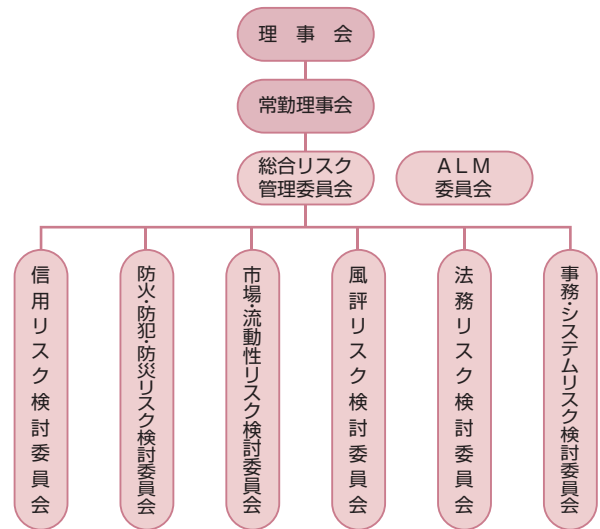 理事会
常勤理事会
総合リスク
管理委員会
ALM
委員会
信用リスク検討委員会
防火・防犯・防災リスク検討委員会
市場・流動性リスク検討委員会
風評リスク検討委員会
法務リスク検討委員会
事務・システムリスク検討委員会